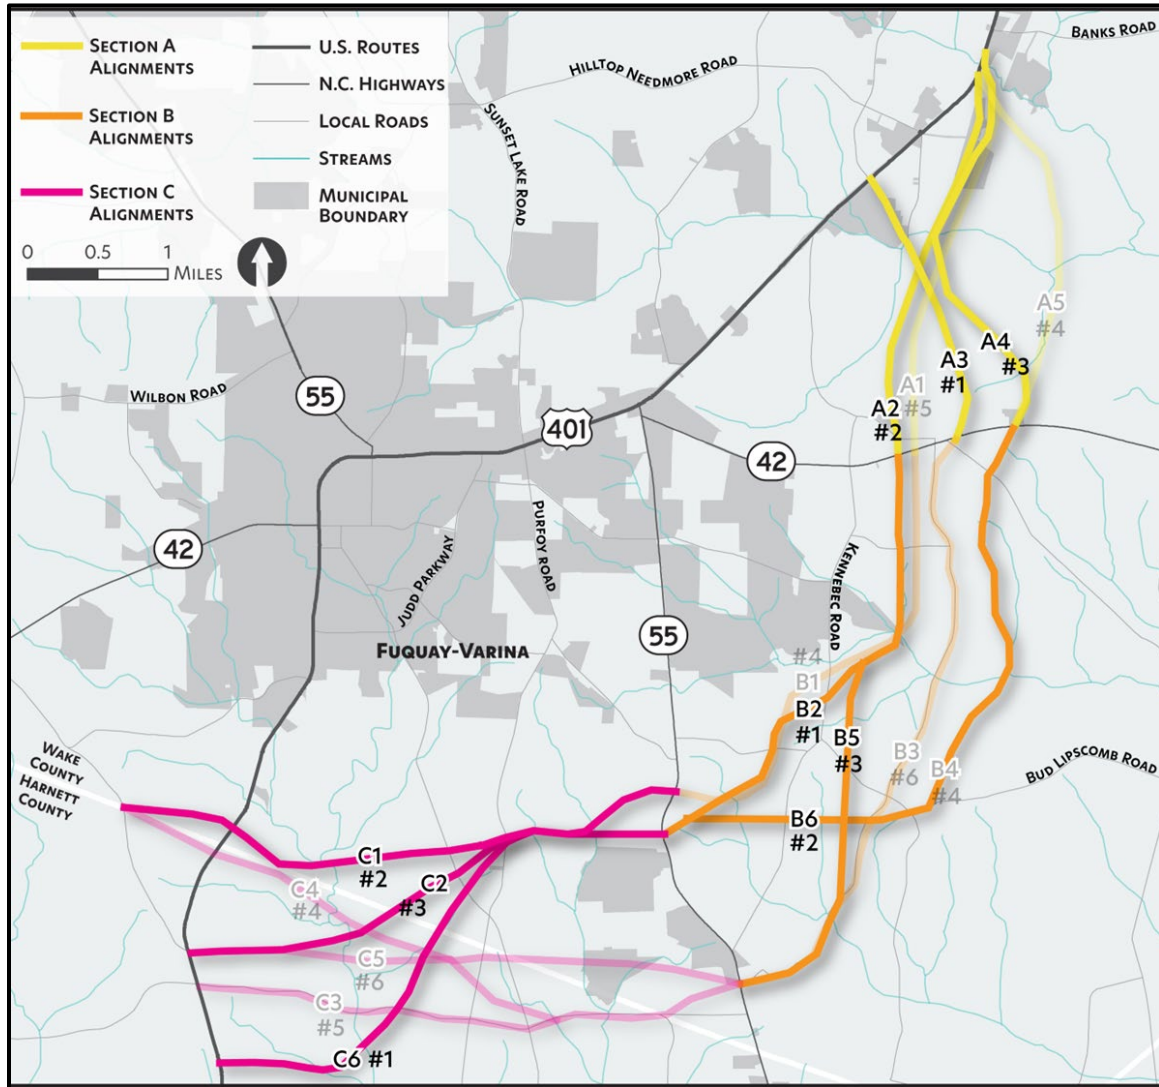 SECTION A
ALIGNMENTS
SECTION B
ALIGNMENTS
SECTION C
ALIGNMENTS
U.S. ROUTES
N.C. HIGHWAYS
LOCAL ROADS
STREAMS
MUNICIPAL
BOUNDARY
0 0.5 1
MILES
BANKS ROAD
HILLTOP NEEDMORE ROAD
SUNSET LAKE ROAD
A5
#4
A4
#3
A3
#1
A1
#5
A2
#2
WILBON ROAD
55
401
42
42
PURFOY ROAD
JUDD PARKWAY
KENNEBEC ROAD
55
FUQUAY-VARINA
#4
B1
B2
#1
B5
#3
B3
#6
B4
#4
BUD LIPSCOMB ROAD
WAKE
COUNTY
HARNETT
COUNTY
B6
#2
C1
#2
C2
#3
C4
#4
C5
#6
C3
#5
C6 #1